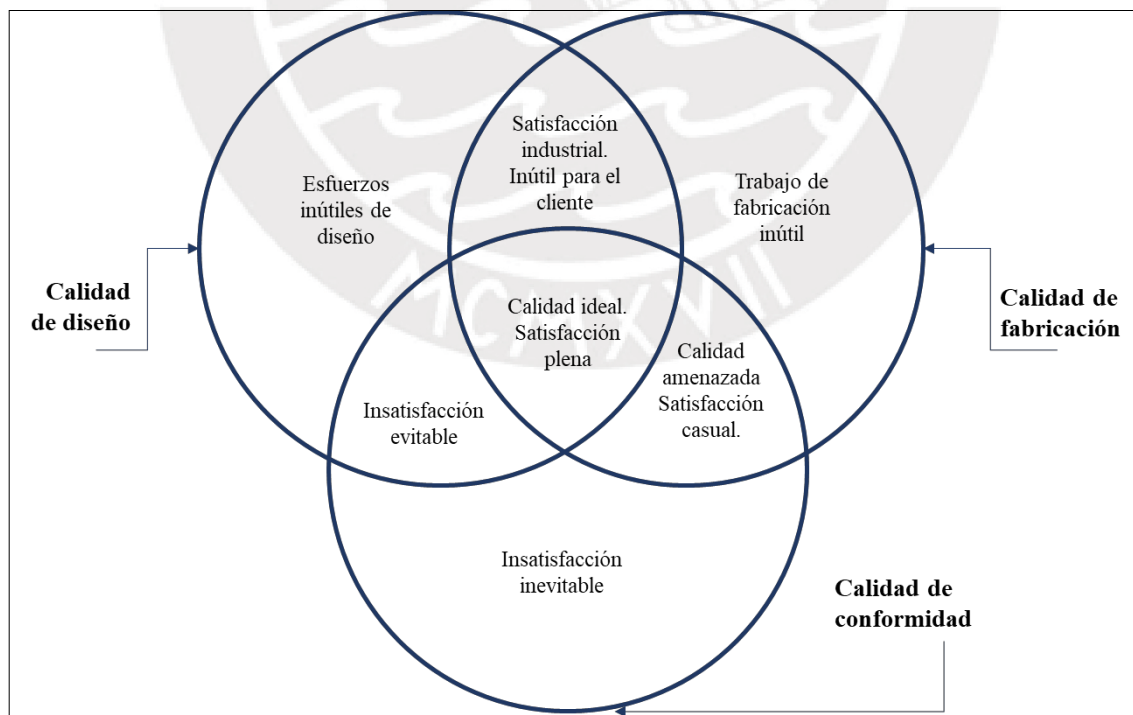 Satisfacción
industrial.
Inútil para el
cliente
Esfuerzos
inútiles de
diseño
Trabajo de
fabricación
inútil
Calidad
de diseño
Calidad ideal.
Satisfacción
plena
Calidad de
fabricación
Calidad
amenazada
Satisfacción
casual.
Insatisfacción
evitable
Insatisfacción
inevitable
Calidad de
conformidad
MCMXVII